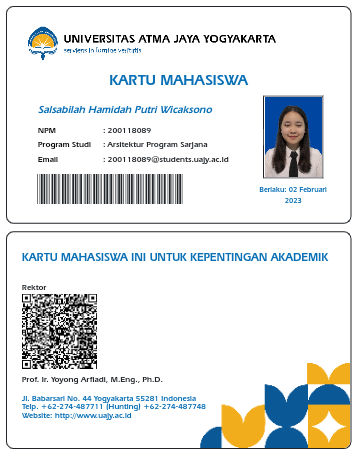 UNIVERSITAS ATMA JAYA YOGYAKARTA
serviens in lumine veritatis
KARTU MAHASISWA
Salsabilah Hamidah Putri Wicaksono
NPM : 200118089
Program Studi : Arsitektur Program Sarjana
Email : 200118089@students.uajy.ac.id
Berlaku: 02 Februari
2023
KARTU MAHASISWA INI UNTUK KEPENTINGAN AKADEMIK
Rektor
Prof. Ir. Yoyong Arfiadi, M.Eng., Ph.D.
Jl. Babarsari No. 44 Yogyakarta 55281 Indonesia
Telp. +62-274-487711 (Hunting) +62-274-487748
Website: http://www.uajy.ac.id